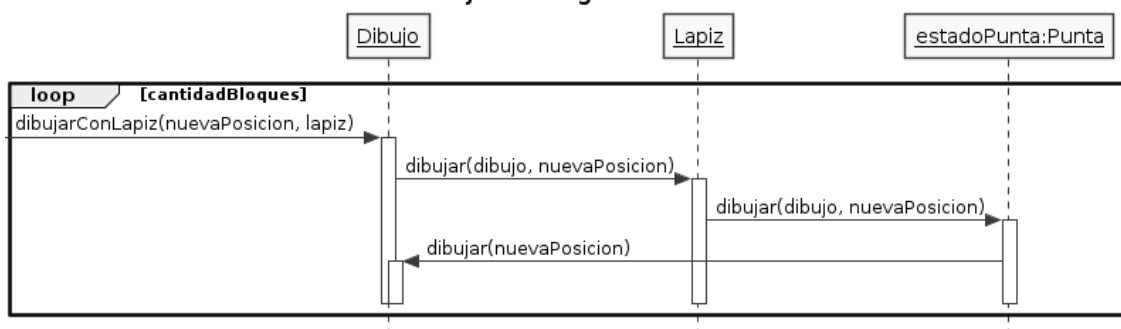 Dibujo
Lapiz
estadoPunta:Punta
loop
[cantidadBloques]
dibujarConLapiz(nuevaPosicion, lapiz)
dibujar(dibujo, nuevaPosicion)
dibujar(dibujo, nuevaPosicion)
dibujar(nuevaPosicion)